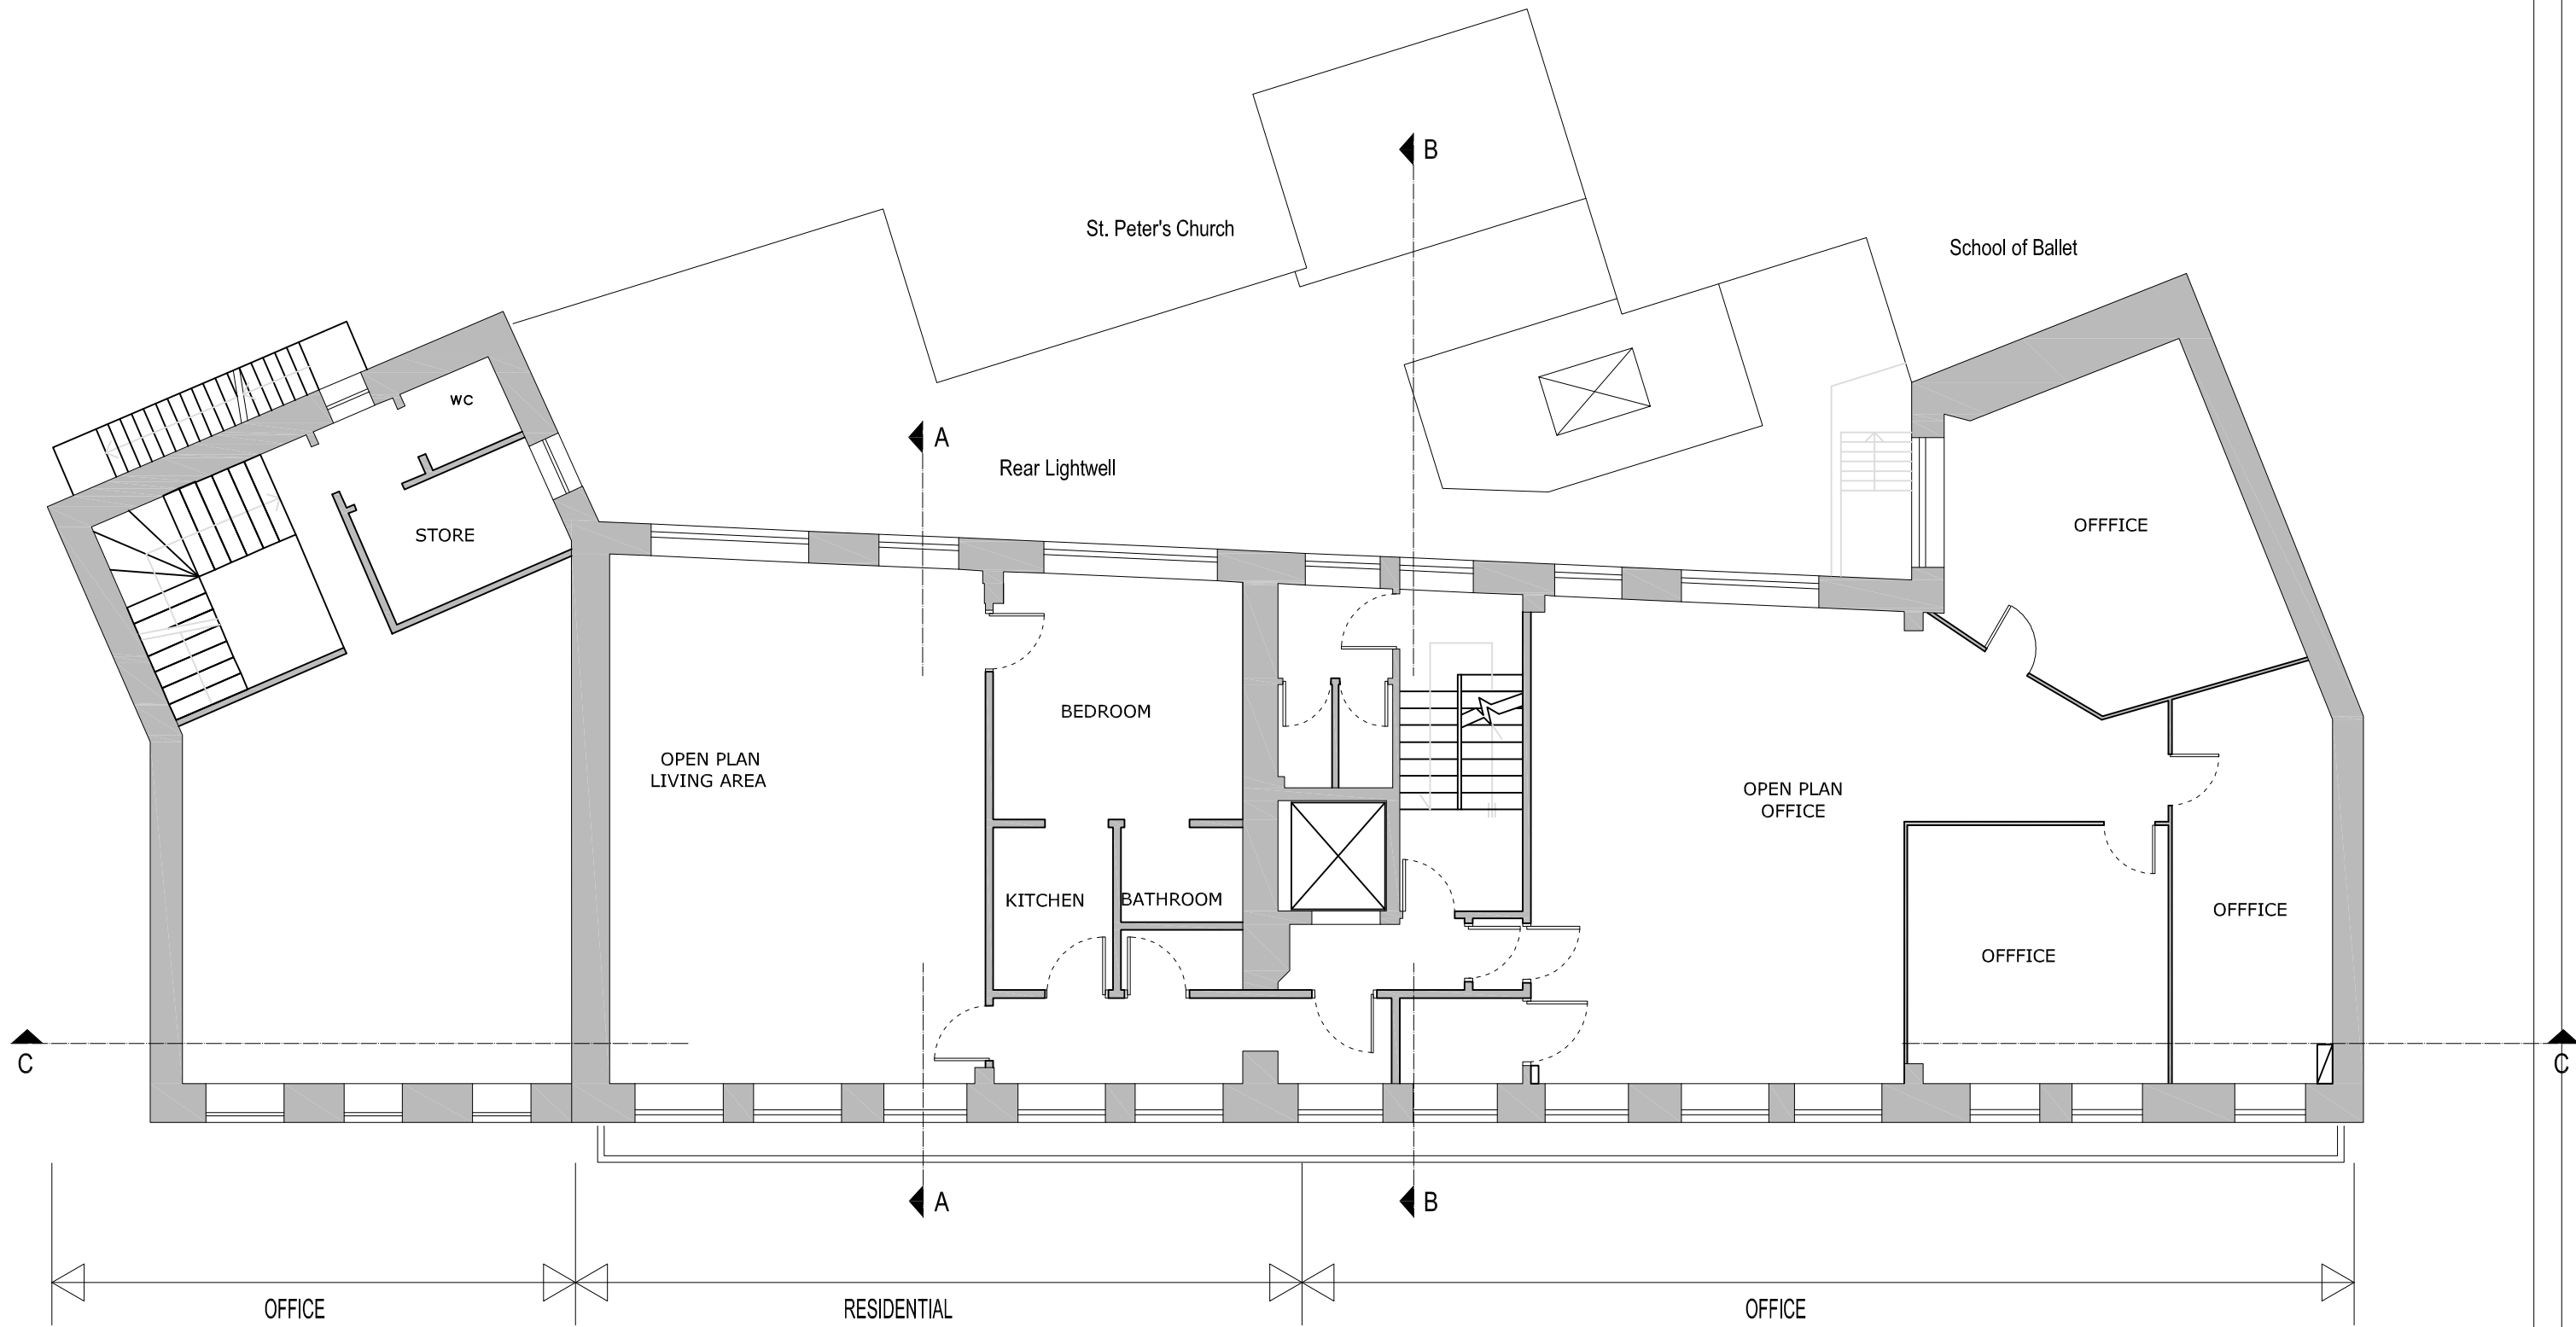 B
St. Peter's Church
School of Ballet
WC
A
Rear Lightwell
OFFFICE
STORE
BEDROOM
OPEN PLAN
LIVING AREA
OPEN PLAN
OFFICE
KITCHEN
BATHROOM
OFFFICE
OFFFICE
C
C
A
B
OFFICE
RESIDENTIAL
OFFICE